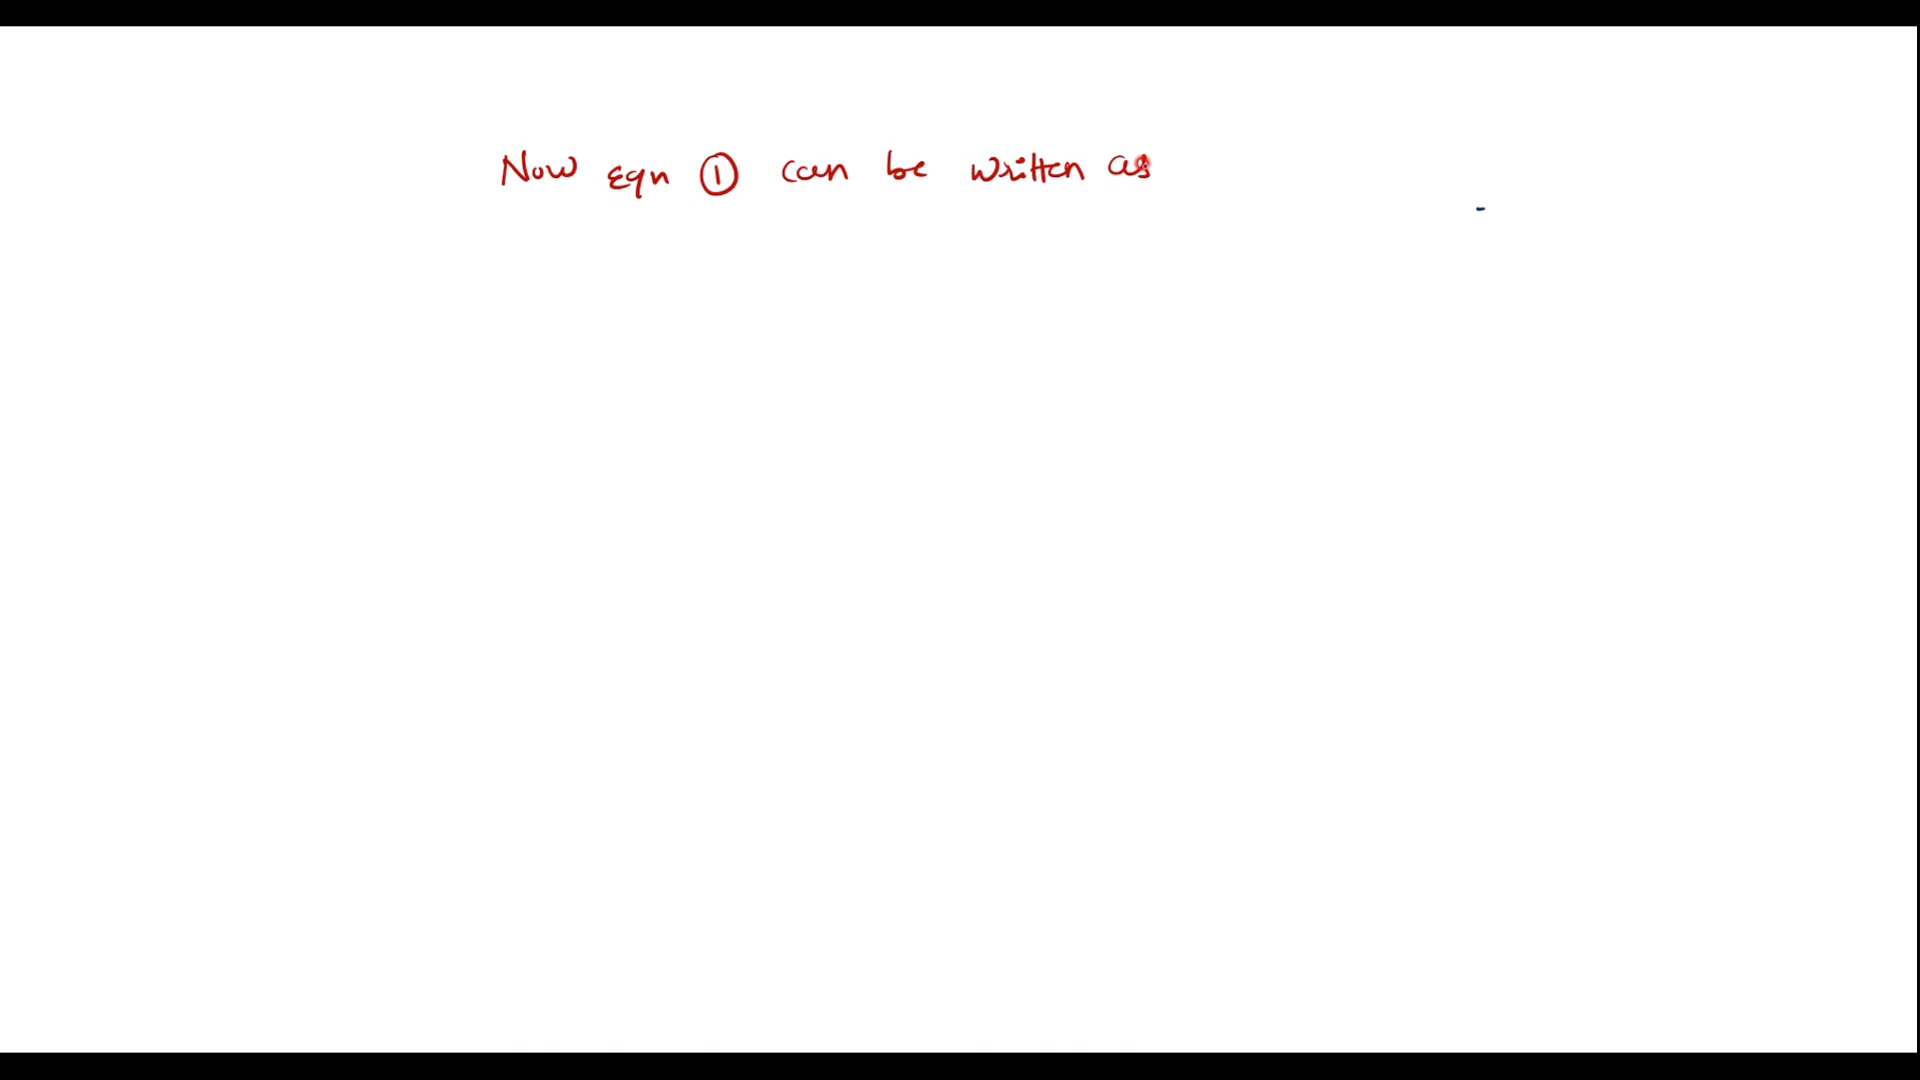 Now Eqn ① can be written as